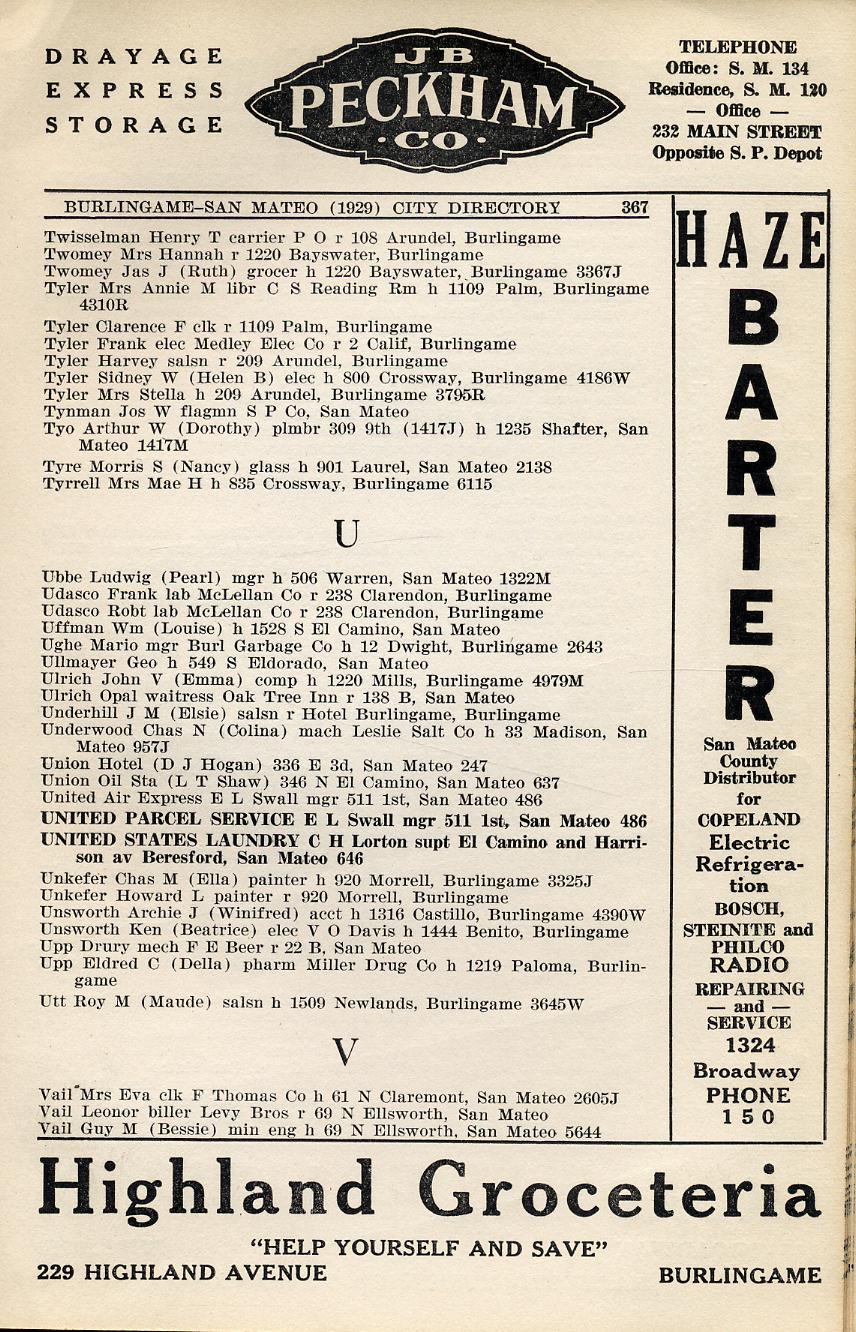 DRAYAGE
EXPRESS
STORAGE
J B
PECKHAM
· CO ·
TELEPHONE
Office: S. M. 134
Residence, S. M. 120
— Office —
232 MAIN STREET
Opposite S. P. Depot
BURLINGAME–SAN MATEO (1929) CITY DIRECTORY 367
Twisselman Henry T carrier P O r 108 Arundel, Burlingame
Twomey Mrs Hannah r 1220 Bayswater, Burlingame
Twomey Jas J (Ruth) grocer h 1220 Bayswater, Burlingame 3367J
Tyler Mrs Annie M libr C S Reading Rm h 1109 Palm, Burlingame
4310R
Tyler Clarence F clk r 1109 Palm, Burlingame
Tyler Frank elec Medley Elec Co r 2 Calif, Burlingame
Tyler Harvey salsn r 209 Arundel, Burlingame
Tyler Sidney W (Helen B) elec h 800 Crossway, Burlingame 4186W
Tyler Mrs Stella h 209 Arundel, Burlingame 3795R
Tynman Jos W flagmn S P Co, San Mateo
Tyo Arthur W (Dorothy) plmbr 309 9th (1417J) h 1235 Shafter, San
Mateo 1417M
Tyre Morris S (Nancy) glass h 901 Laurel, San Mateo 2138
Tyrrell Mrs Mae H h 835 Crossway, Burlingame 6115
U
Ubbe Ludwig (Pearl) mgr h 506 Warren, San Mateo 1322M
Udasco Frank lab McLellan Co r 238 Clarendon, Burlingame
Udasco Robt lab McLellan Co r 238 Clarendon, Burlingame
Uffman Wm (Louise) h 1528 S El Camino, San Mateo
Ughe Mario mgr Burl Garbage Co h 12 Dwight, Burlingame 2643
Ullmayer Geo h 549 S Eldorado, San Mateo
Ulrich John V (Emma) comp h 1220 Mills, Burlingame 4979M
Ulrich Opal waitress Oak Tree Inn r 138 B, San Mateo
Underhill J M (Elsie) salsn r Hotel Burlingame, Burlingame
Underwood Chas N (Colina) mach Leslie Salt Co h 33 Madison, San
Mateo 957J
Union Hotel (D J Hogan) 336 E 3d, San Mateo 247
Union Oil Sta (L T Shaw) 346 N El Camino, San Mateo 637
United Air Express E L Swall mgr 511 1st, San Mateo 486
UNITED PARCEL SERVICE E L Swall mgr 511 1st, San Mateo 486
UNITED STATES LAUNDRY C H Lorton supt El Camino and Harri-
son av Beresford, San Mateo 646
Unkefer Chas M (Ella) painter h 920 Morrell, Burlingame 3325J
Unkefer Howard L painter r 920 Morrell, Burlingame
Unsworth Archie J (Winifred) acct h 1316 Castillo, Burlingame 4390W
Unsworth Ken (Beatrice) elec V O Davis h 1444 Benito, Burlingame
Upp Drury mech F E Beer r 22 B, San Mateo
Upp Eldred C (Della) pharm Miller Drug Co h 1219 Paloma, Burlin-
game
Utt Roy M (Maude) salsn h 1509 Newlands, Burlingame 3645W
V
Vail Mrs Eva clk F Thomas Co h 61 N Claremont, San Mateo 2605J
Vail Leonor biller Levy Bros r 69 N Ellsworth, San Mateo
Vail Guy M (Bessie) min eng h 69 N Ellsworth, San Mateo 5644
HAZE
B
A
R
T
E
R
San Mateo
County
Distributor
for
COPELAND
Electric
Refrigera-
tion
BOSCH,
STEINITE and
PHILCO
RADIO
REPAIRING
— and —
SERVICE
1324
Broadway
PHONE
150
Highland Groceteria
"HELP YOURSELF AND SAVE"
229 HIGHLAND AVENUE BURLINGAME